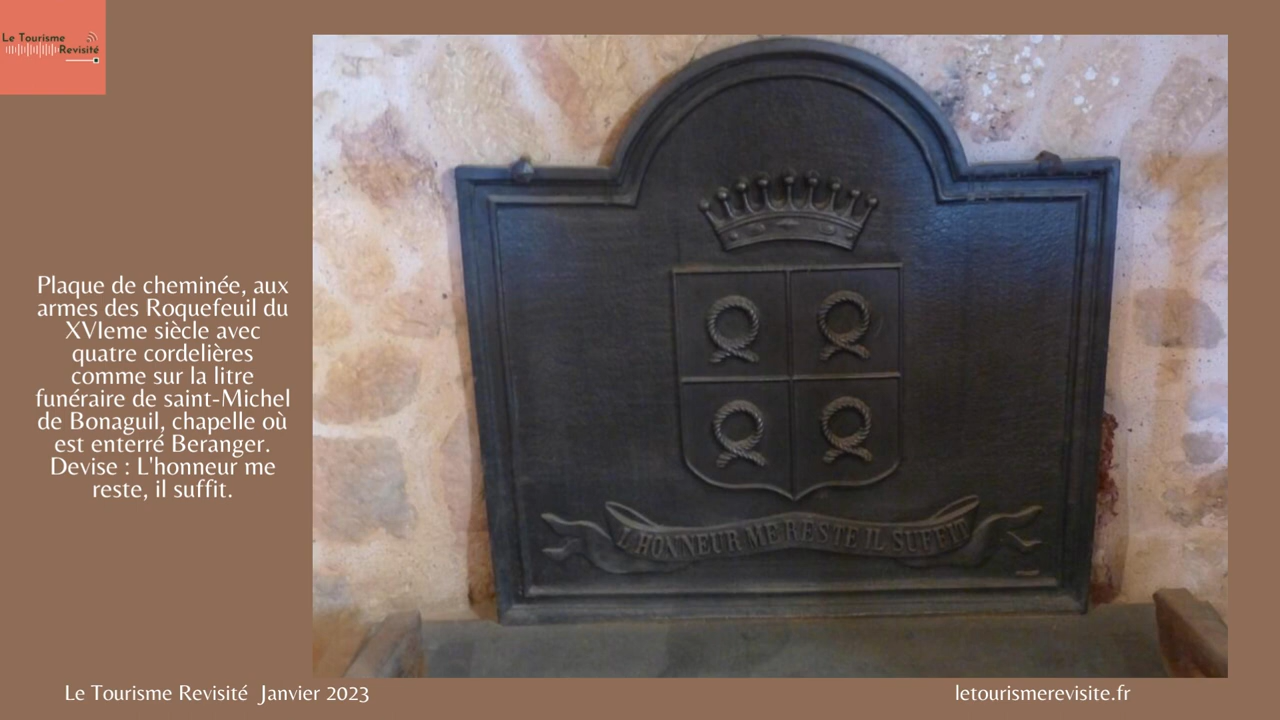 Le Tourisme
Revisité
Plaque de cheminée, aux
armes des Roquefeuil du
XVIeme siècle avec
quatre cordelières
comme sur la litre
funéraire de saint-Michel
de Bonaguil, chapelle où
est enterré Beranger.
Devise : L'honneur me
reste, il suffit.
L'HONNEUR ME RESTE IL SUFFIT
Le Tourisme Revisité Janvier 2023
letourismerevisite.fr